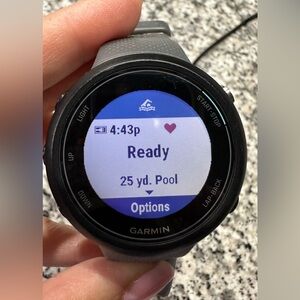 LIGHT
START·STOP
4:43p
UP
Ready
25 yd. Pool
DOWN
Options
LAP·BACK
GARMIN